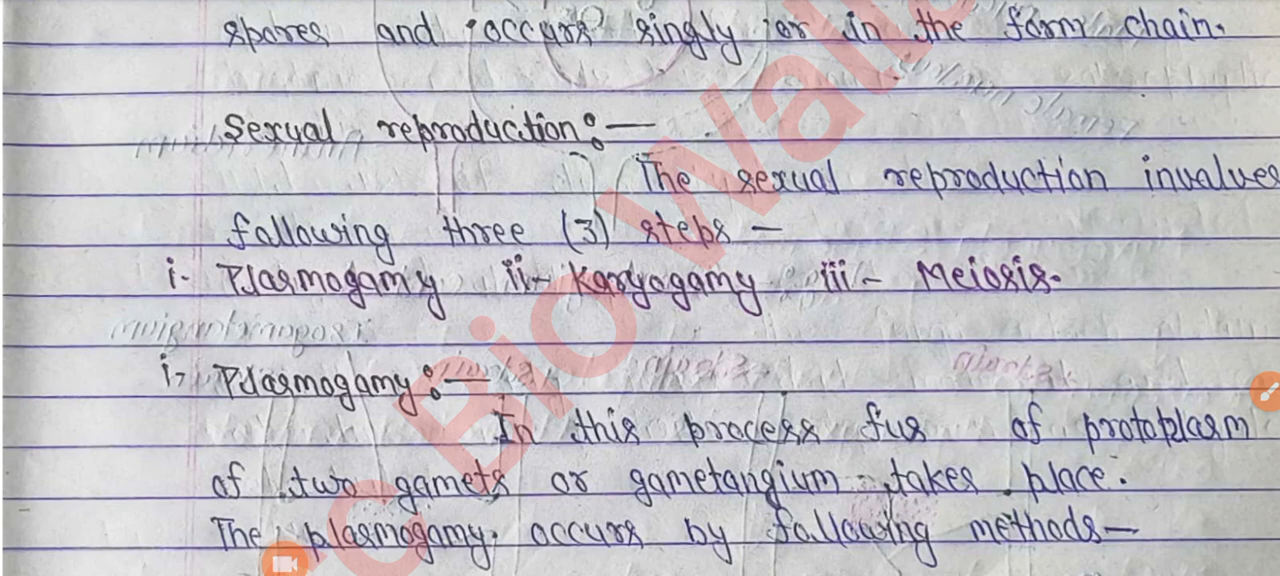 spores and occurs singly or in the form chain.
Sexual reproduction :—
The sexual reproduction involves
following three (3) steps —
i- Plasmogamy ii- Karyogamy iii- Meiosis.
i- Plasmogamy :—
In this process fus of protoplasm
of two gamets or gametangium takes place.
The plasmogamy occurs by following methods—
Bio Wall